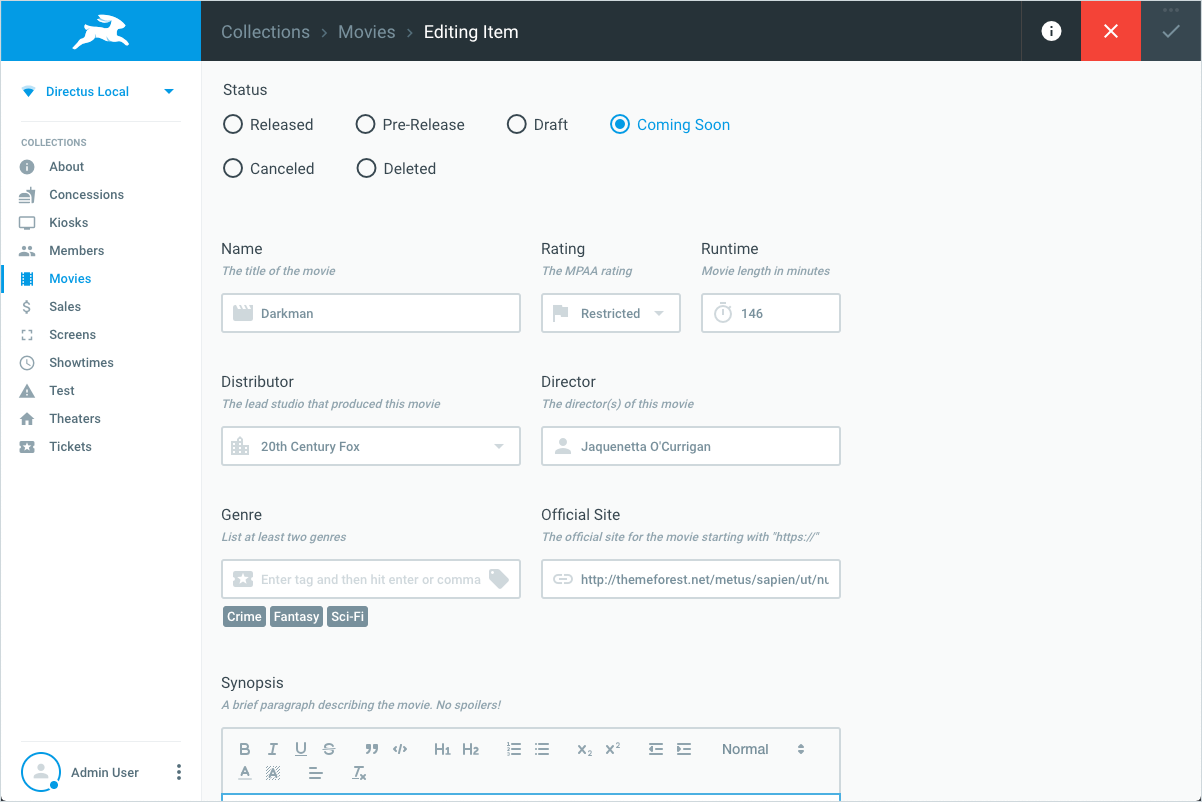 Collections › Movies › Editing Item
Directus Local
COLLECTIONS
About
Concessions
Kiosks
Members
Movies
Sales
Screens
Showtimes
Test
Theaters
Tickets
Admin User
Status
Released Pre-Release Draft Coming Soon
Canceled Deleted
Name Rating Runtime
The title of the movie The MPAA rating Movie length in minutes
Darkman Restricted 146
Distributor Director
The lead studio that produced this movie The director(s) of this movie
20th Century Fox Jaquenetta O'Currigan
Genre Official Site
List at least two genres The official site for the movie starting with "https://"
Enter tag and then hit enter or comma http://themeforest.net/metus/sapien/ut/nu
Crime Fantasy Sci-Fi
Synopsis
A brief paragraph describing the movie. No spoilers!
B I U S H1 H2 X2 X2 Normal
A A Tx